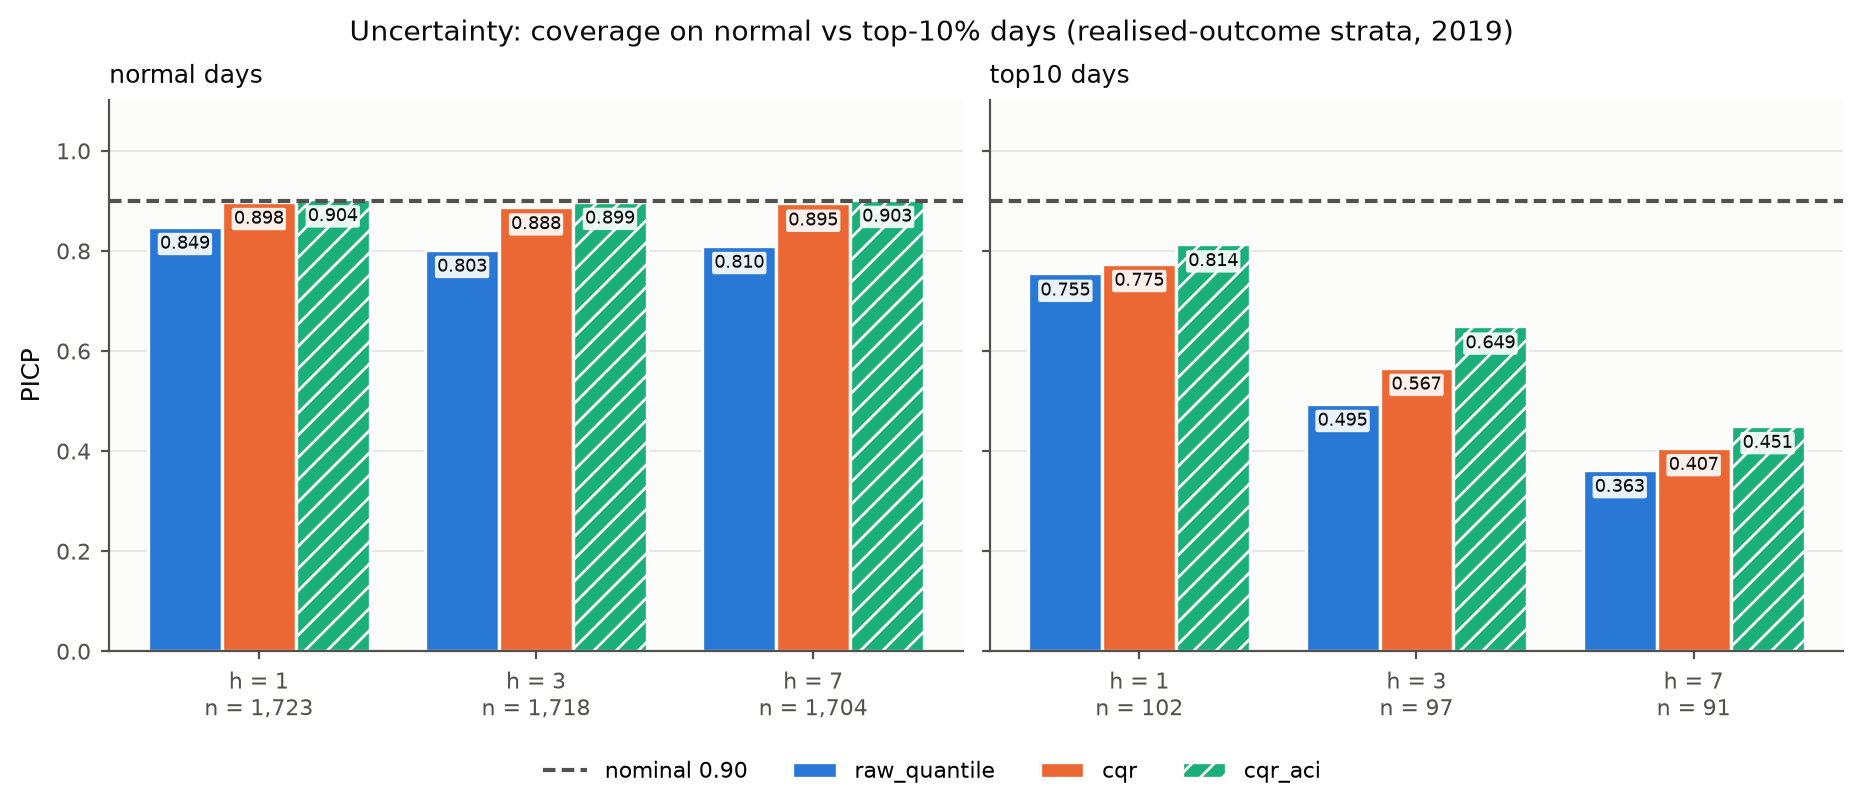 Uncertainty: coverage on normal vs top-10% days (realised-outcome strata, 2019)
normal days
top10 days
PICP
1.0
0.8
0.6
0.4
0.2
0.0
0.849
0.898
0.904
0.803
0.888
0.899
0.810
0.895
0.903
0.755
0.775
0.814
0.495
0.567
0.649
0.363
0.407
0.451
h = 1
n = 1,723
h = 3
n = 1,718
h = 7
n = 1,704
h = 1
n = 102
h = 3
n = 97
h = 7
n = 91
nominal 0.90
raw_quantile
cqr
cqr_aci